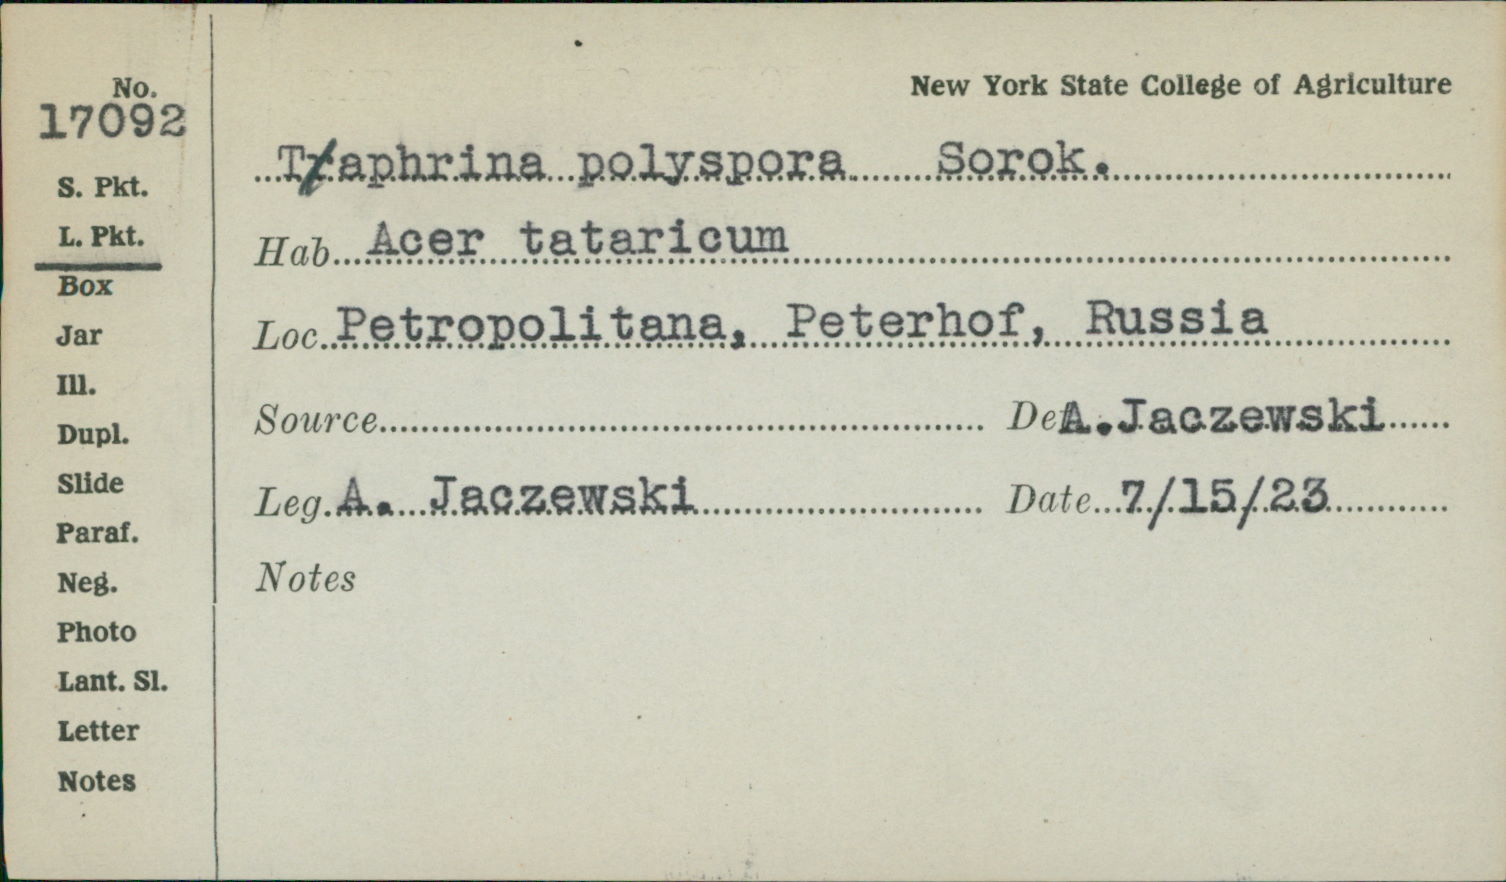 No.
17092
S. Pkt.
L. Pkt.
Box
Jar
Ill.
Dupl.
Slide
Paraf.
Neg.
Photo
Lant. Sl.
Letter
Notes
New York State College of Agriculture
Taphrina polyspora Sorok.
Hab. Acer tataricum
Loc. Petropolitana, Peterhof, Russia
Source Det A. Jaczewski
Leg. A. Jaczewski Date 7/15/23
Notes